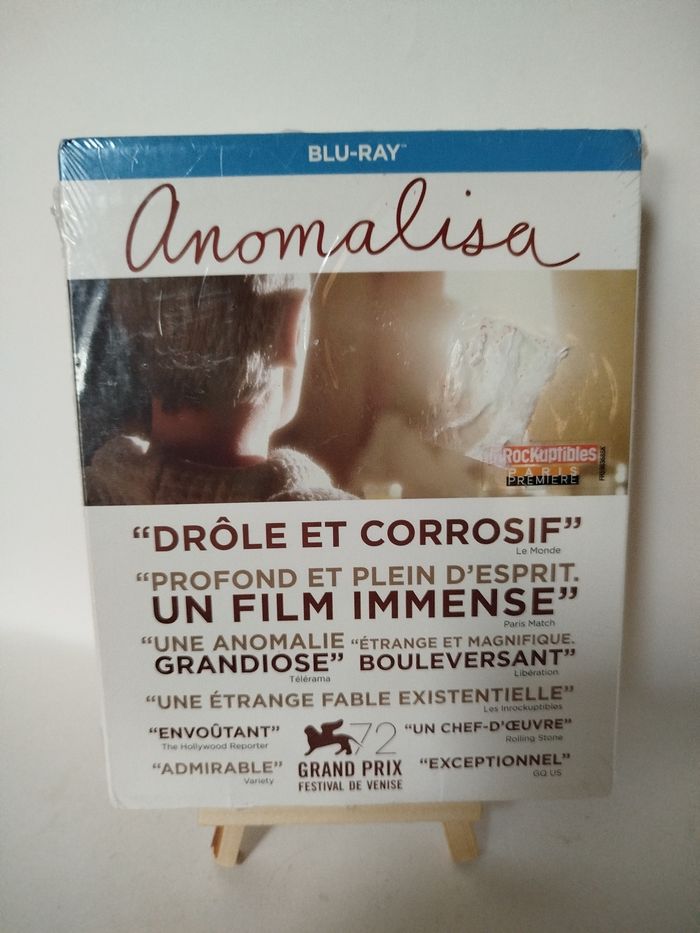 BLU-RAY™
Anomalisa
inRocKuptibles
PARIS
PREMIERE
“DRÔLE ET CORROSIF”
Le Monde
“PROFOND ET PLEIN D’ESPRIT.
UN FILM IMMENSE”
Paris Match
“UNE ANOMALIE
GRANDIOSE”
Télérama
“ÉTRANGE ET MAGNIFIQUE.
BOULEVERSANT”
Libération
“UNE ÉTRANGE FABLE EXISTENTIELLE”
Les Inrockuptibles
“ENVOÛTANT”
The Hollywood Reporter
“ADMIRABLE”
Variety
72
GRAND PRIX
FESTIVAL DE VENISE
“UN CHEF-D’ŒUVRE”
Rolling Stone
“EXCEPTIONNEL”
GQ US